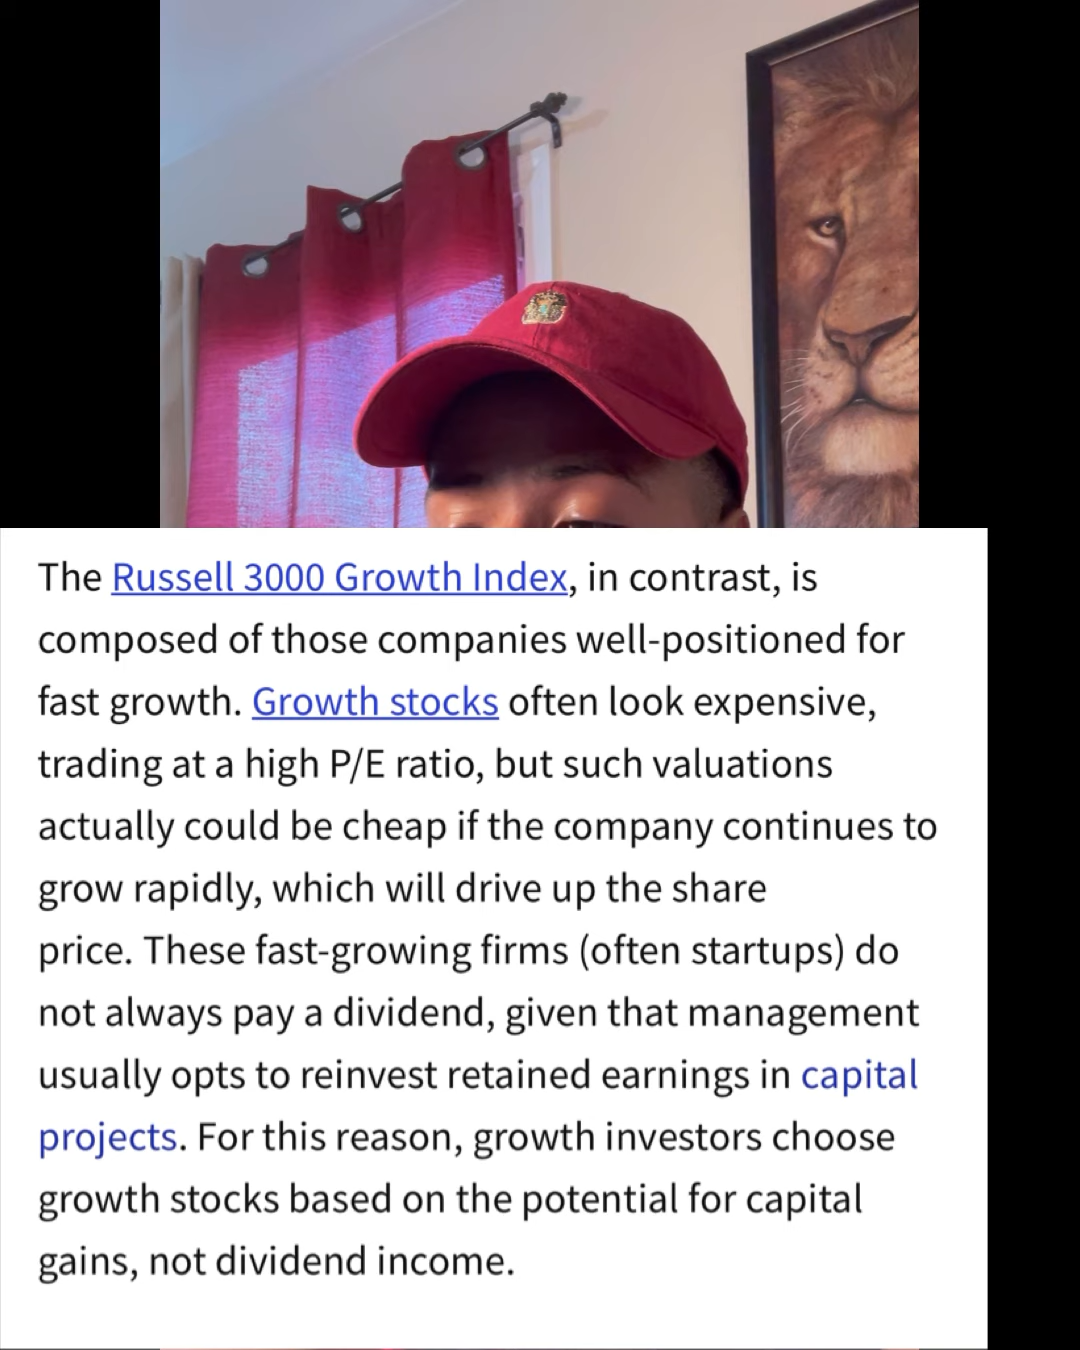 The Russell 3000 Growth Index, in contrast, is
composed of those companies well-positioned for
fast growth. Growth stocks often look expensive,
trading at a high P/E ratio, but such valuations
actually could be cheap if the company continues to
grow rapidly, which will drive up the share
price. These fast-growing firms (often startups) do
not always pay a dividend, given that management
usually opts to reinvest retained earnings in capital
projects. For this reason, growth investors choose
growth stocks based on the potential for capital
gains, not dividend income.